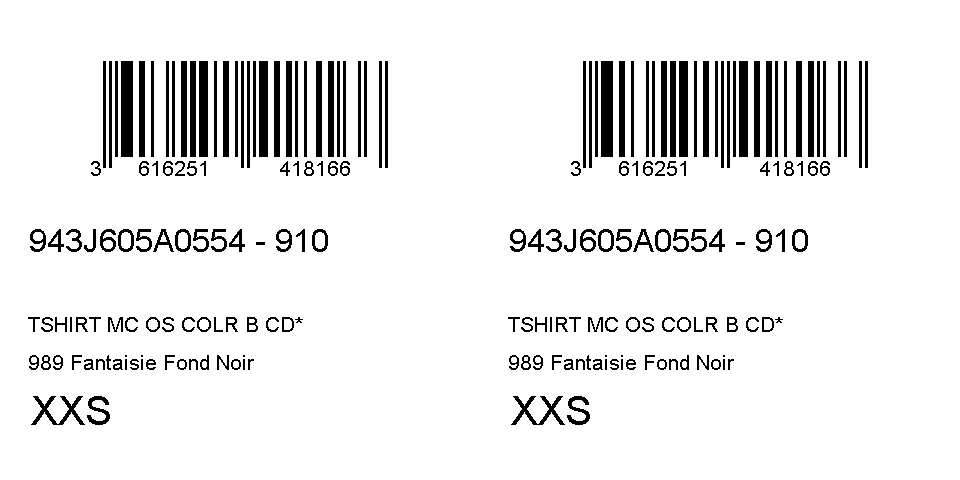 3 616251 418166
943J605A0554 - 910
TSHIRT MC OS COLR B CD*
989 Fantaisie Fond Noir
XXS
3 616251 418166
943J605A0554 - 910
TSHIRT MC OS COLR B CD*
989 Fantaisie Fond Noir
XXS